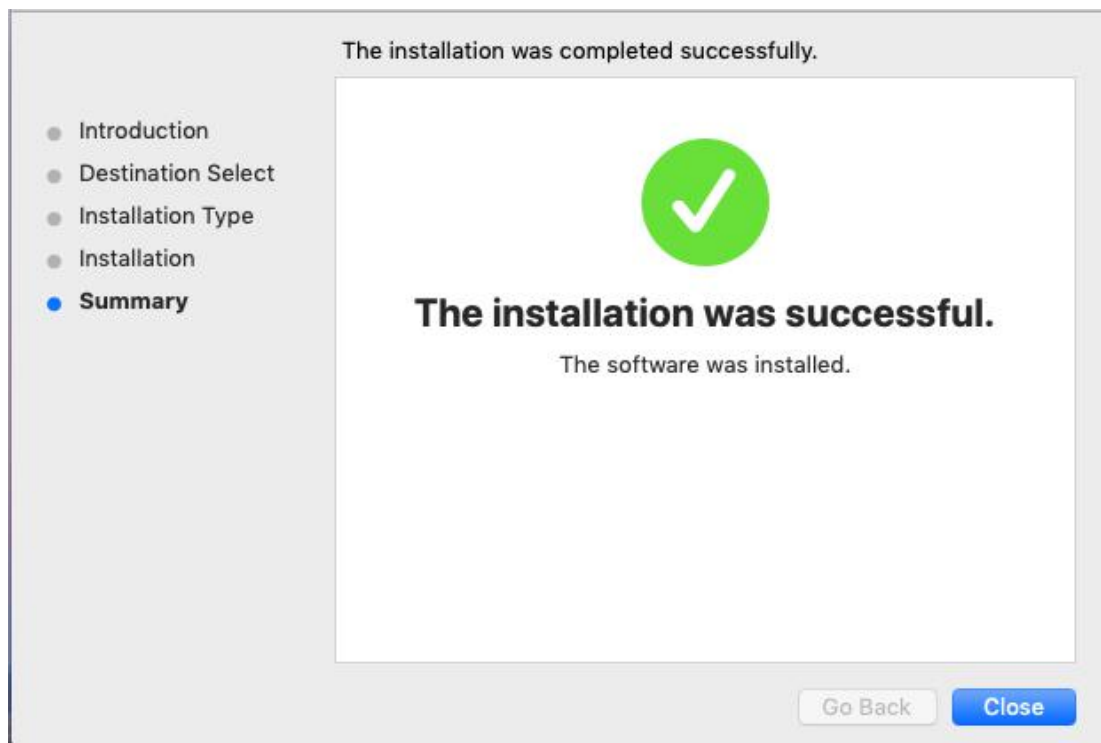 The installation was completed successfully.
Introduction
Destination Select
Installation Type
Installation
Summary
The installation was successful.
The software was installed.
Go Back
Close